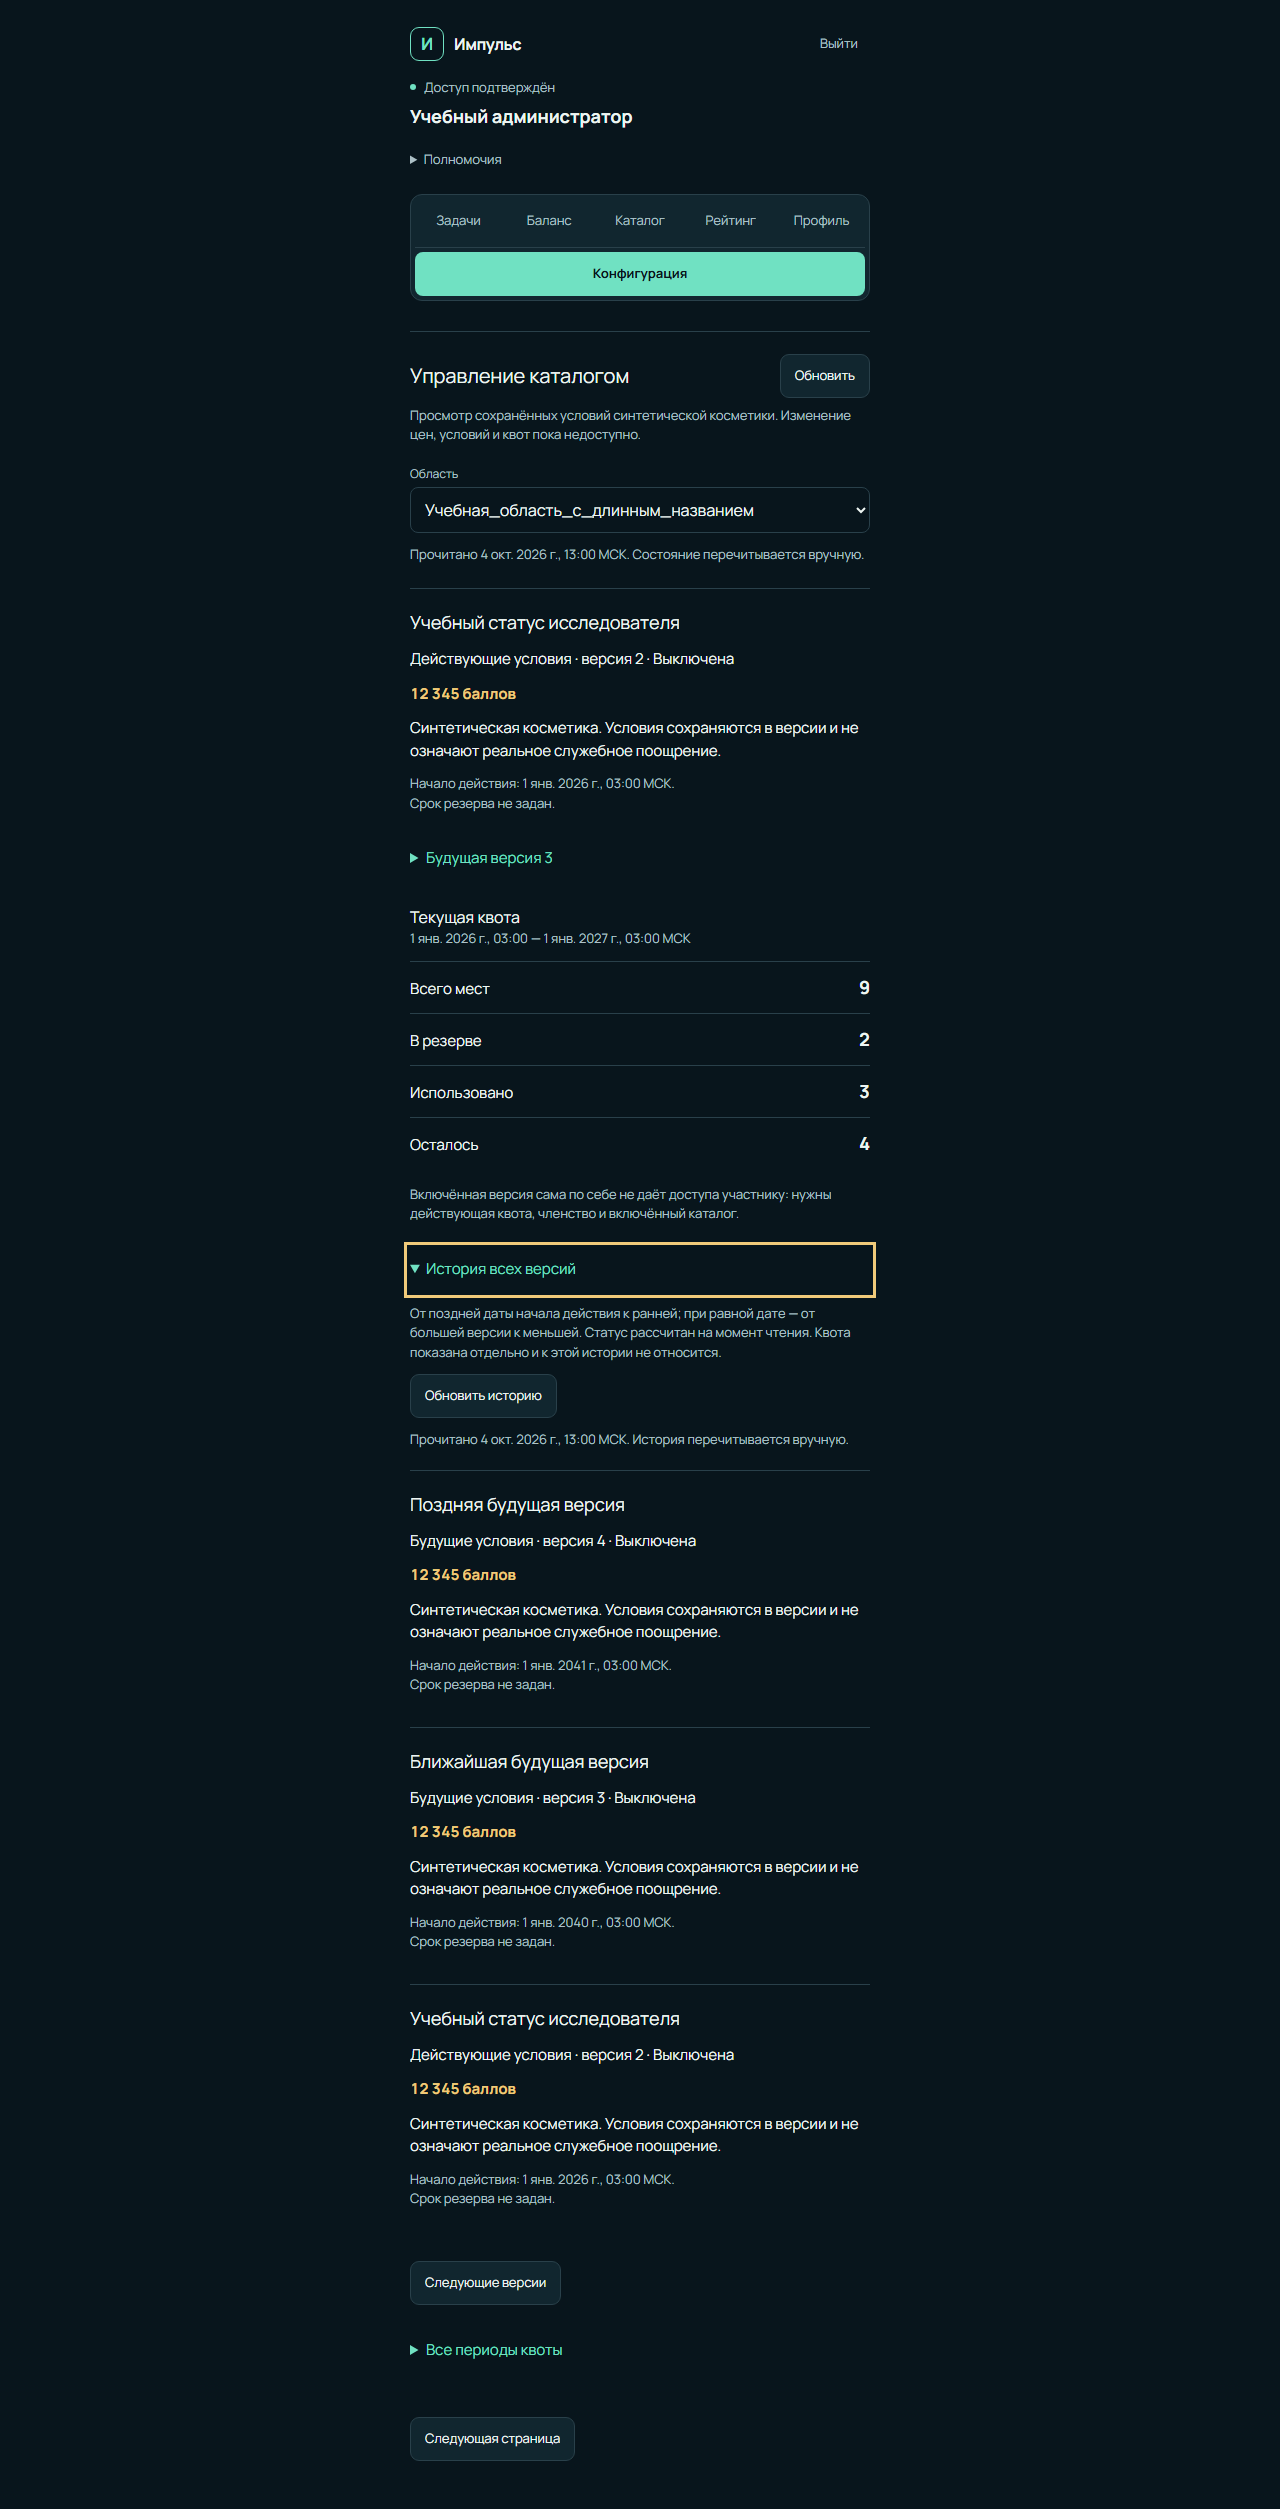 И Импульс
Выйти
Доступ подтверждён
Учебный администратор
Полномочия
Задачи Баланс Каталог Рейтинг Профиль
Конфигурация
Управление каталогом
Обновить
Просмотр сохранённых условий синтетической косметики. Изменение
цен, условий и квот пока недоступно.
Область
Учебная_область_с_длинным_названием
Прочитано 4 окт. 2026 г., 13:00 МСК. Состояние перечитывается вручную.
Учебный статус исследователя
Действующие условия · версия 2 · Выключена
12 345 баллов
Синтетическая косметика. Условия сохраняются в версии и не
означают реальное служебное поощрение.
Начало действия: 1 янв. 2026 г., 03:00 МСК.
Срок резерва не задан.
Будущая версия 3
Текущая квота
1 янв. 2026 г., 03:00 — 1 янв. 2027 г., 03:00 МСК
Всего мест 9
В резерве 2
Использовано 3
Осталось 4
Включённая версия сама по себе не даёт доступа участнику: нужны
действующая квота, членство и включённый каталог.
История всех версий
От поздней даты начала действия к ранней; при равной дате — от
большей версии к меньшей. Статус рассчитан на момент чтения. Квота
показана отдельно и к этой истории не относится.
Обновить историю
Прочитано 4 окт. 2026 г., 13:00 МСК. История перечитывается вручную.
Поздняя будущая версия
Будущие условия · версия 4 · Выключена
12 345 баллов
Синтетическая косметика. Условия сохраняются в версии и не
означают реальное служебное поощрение.
Начало действия: 1 янв. 2041 г., 03:00 МСК.
Срок резерва не задан.
Ближайшая будущая версия
Будущие условия · версия 3 · Выключена
12 345 баллов
Синтетическая косметика. Условия сохраняются в версии и не
означают реальное служебное поощрение.
Начало действия: 1 янв. 2040 г., 03:00 МСК.
Срок резерва не задан.
Учебный статус исследователя
Действующие условия · версия 2 · Выключена
12 345 баллов
Синтетическая косметика. Условия сохраняются в версии и не
означают реальное служебное поощрение.
Начало действия: 1 янв. 2026 г., 03:00 МСК.
Срок резерва не задан.
Следующие версии
Все периоды квоты
Следующая страница